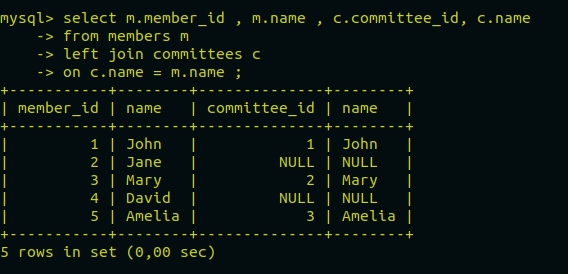 mysql> select m.member_id , m.name , c.committee_id, c.name
    -> from members m
    -> left join committees c
    -> on c.name = m.name ;
+-----------+--------+--------------+--------+
| member_id | name   | committee_id | name   |
+-----------+--------+--------------+--------+
|         1 | John   |            1 | John   |
|         2 | Jane   |         NULL | NULL   |
|         3 | Mary   |            2 | Mary   |
|         4 | David  |         NULL | NULL   |
|         5 | Amelia |            3 | Amelia |
+-----------+--------+--------------+--------+
5 rows in set (0,00 sec)